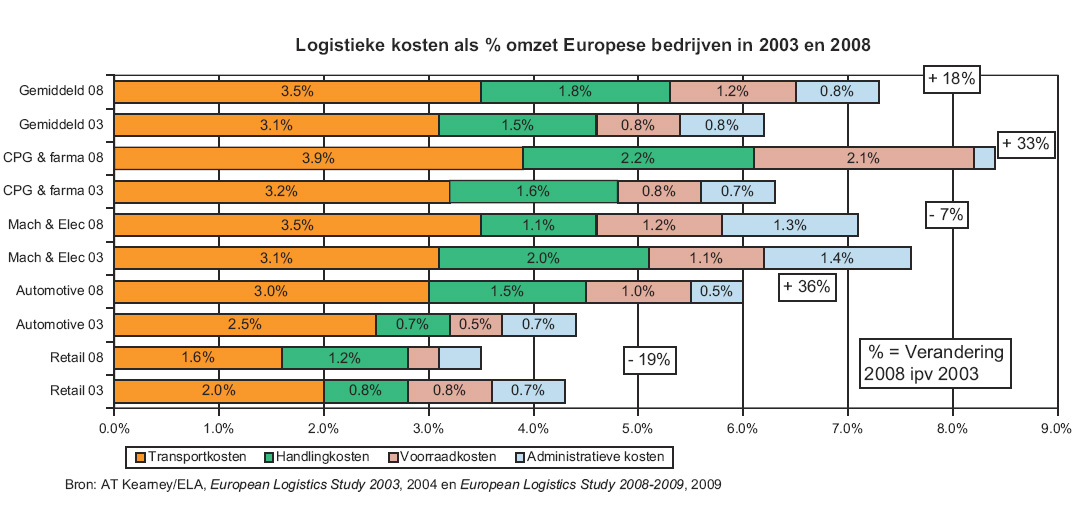 Logistieke kosten als % omzet Europese bedrijven in 2003 en 2008
+ 18%
Gemiddeld 08 3.5% 1.8% 1.2% 0.8%
Gemiddeld 03 3.1% 1.5% 0.8% 0.8%
+ 33%
CPG & farma 08 3.9% 2.2% 2.1%
CPG & farma 03 3.2% 1.6% 0.8% 0.7%
- 7%
Mach & Elec 08 3.5% 1.1% 1.2% 1.3%
Mach & Elec 03 3.1% 2.0% 1.1% 1.4%
+ 36%
Automotive 08 3.0% 1.5% 1.0% 0.5%
Automotive 03 2.5% 0.7% 0.5% 0.7%
Retail 08 1.6% 1.2%
- 19%
% = Verandering
2008 ipv 2003
Retail 03 2.0% 0.8% 0.8% 0.7%
0.0% 1.0% 2.0% 3.0% 4.0% 5.0% 6.0% 7.0% 8.0% 9.0%
Transportkosten Handlingkosten Voorraadkosten Administratieve kosten
Bron: AT Kearney/ELA, European Logistics Study 2003, 2004 en European Logistics Study 2008-2009, 2009